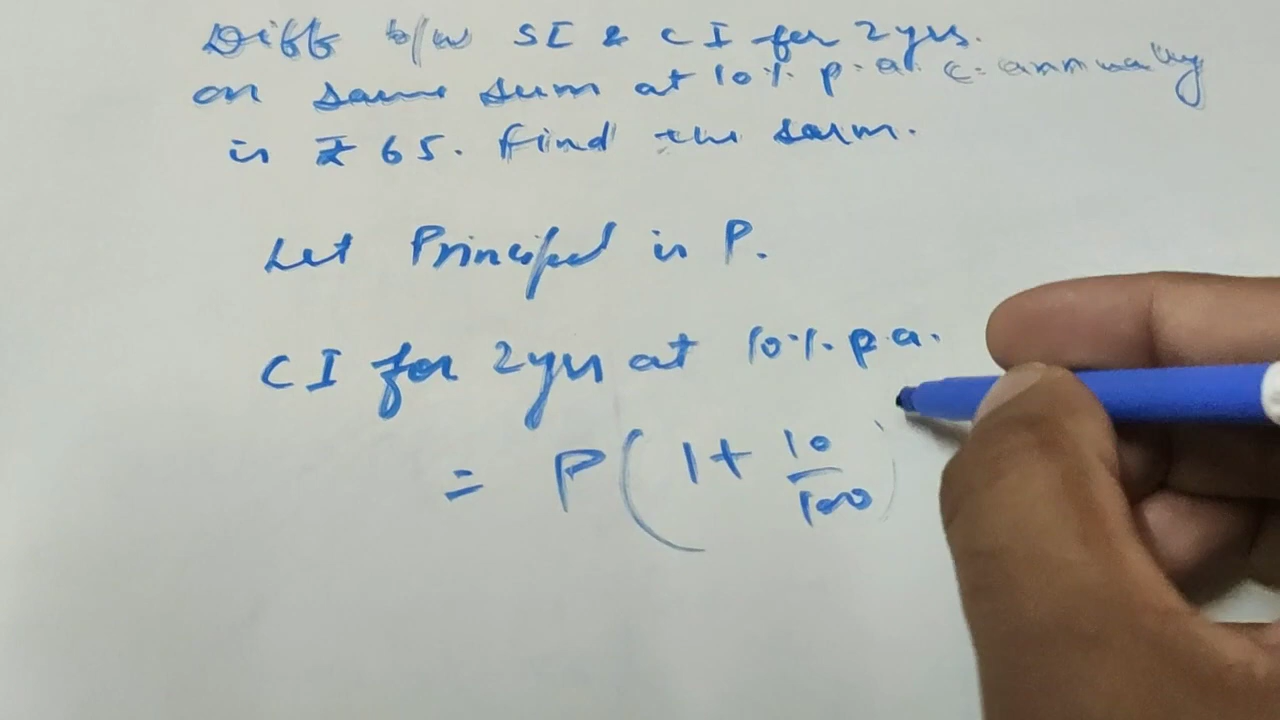 Diff b/w SI & CI for 2 yrs.
on same sum at 10% p.a. c. annually
is ₹ 65. Find the sum.
Let Principal is P.
CI for 2 yrs at 10% p.a.
= P ( 1 + 10/100 )